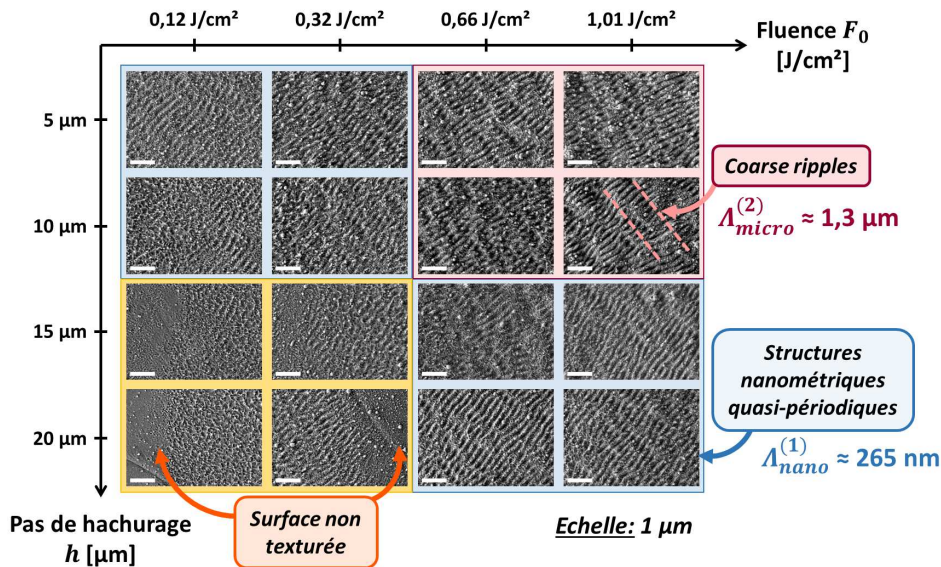 0,12 J/cm²
0,32 J/cm²
0,66 J/cm²
1,01 J/cm²
Fluence F₀
[J/cm²]
5 µm
10 µm
15 µm
20 µm
Coarse ripples
Λ_micro^(2) ≈ 1,3 µm
Structures
nanométriques
quasi-périodiques
Λ_nano^(1) ≈ 265 nm
Pas de hachurage
h [µm]
Surface non
texturée
Echelle: 1 µm